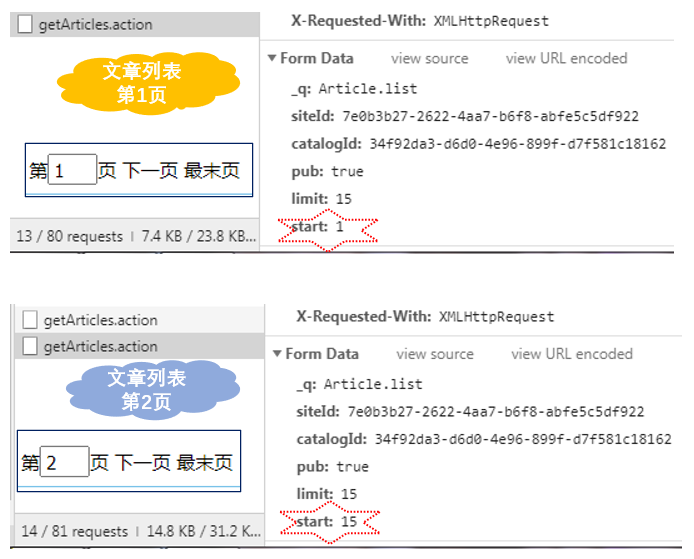 getArticles.action
文章列表
第1页
第 1 页 下一页 最末页
13 / 80 requests | 7.4 KB / 23.8 KB...
X-Requested-With: XMLHttpRequest
▼ Form Data view source view URL encoded
_q: Article.list
siteId: 7e0b3b27-2622-4aa7-b6f8-abfe5c5df922
catalogId: 34f92da3-d6d0-4e96-899f-d7f581c18162
pub: true
limit: 15
start: 1
getArticles.action
getArticles.action
文章列表
第2页
第 2 页 下一页 最末页
14 / 81 requests | 14.8 KB / 31.2 K...
X-Requested-With: XMLHttpRequest
▼ Form Data view source view URL encoded
_q: Article.list
siteId: 7e0b3b27-2622-4aa7-b6f8-abfe5c5df922
catalogId: 34f92da3-d6d0-4e96-899f-d7f581c18162
pub: true
limit: 15
start: 15